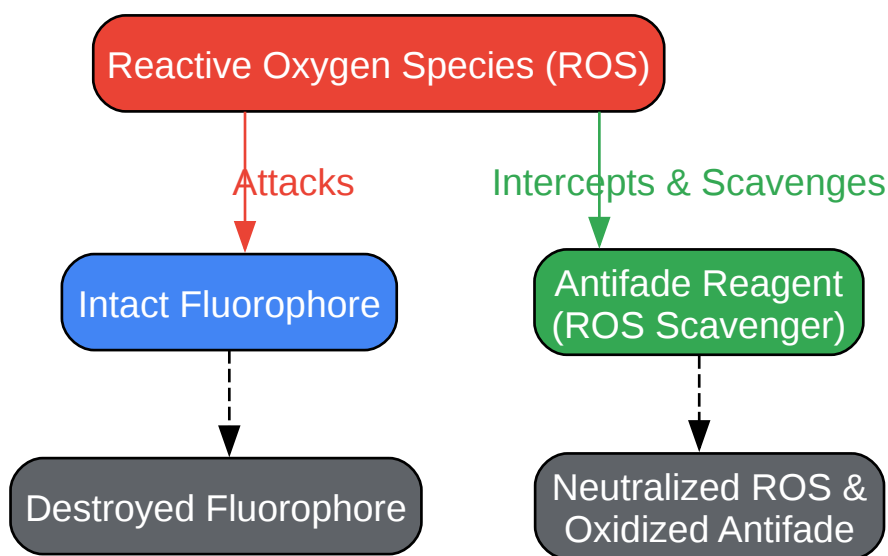 Reactive Oxygen Species (ROS)
Attacks
Intercepts & Scavenges
Intact Fluorophore
Antifade Reagent
(ROS Scavenger)
Destroyed Fluorophore
Neutralized ROS &
Oxidized Antifade